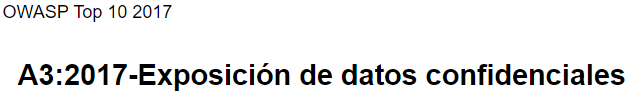 OWASP Top 10 2017
A3:2017-Exposición de datos confidenciales